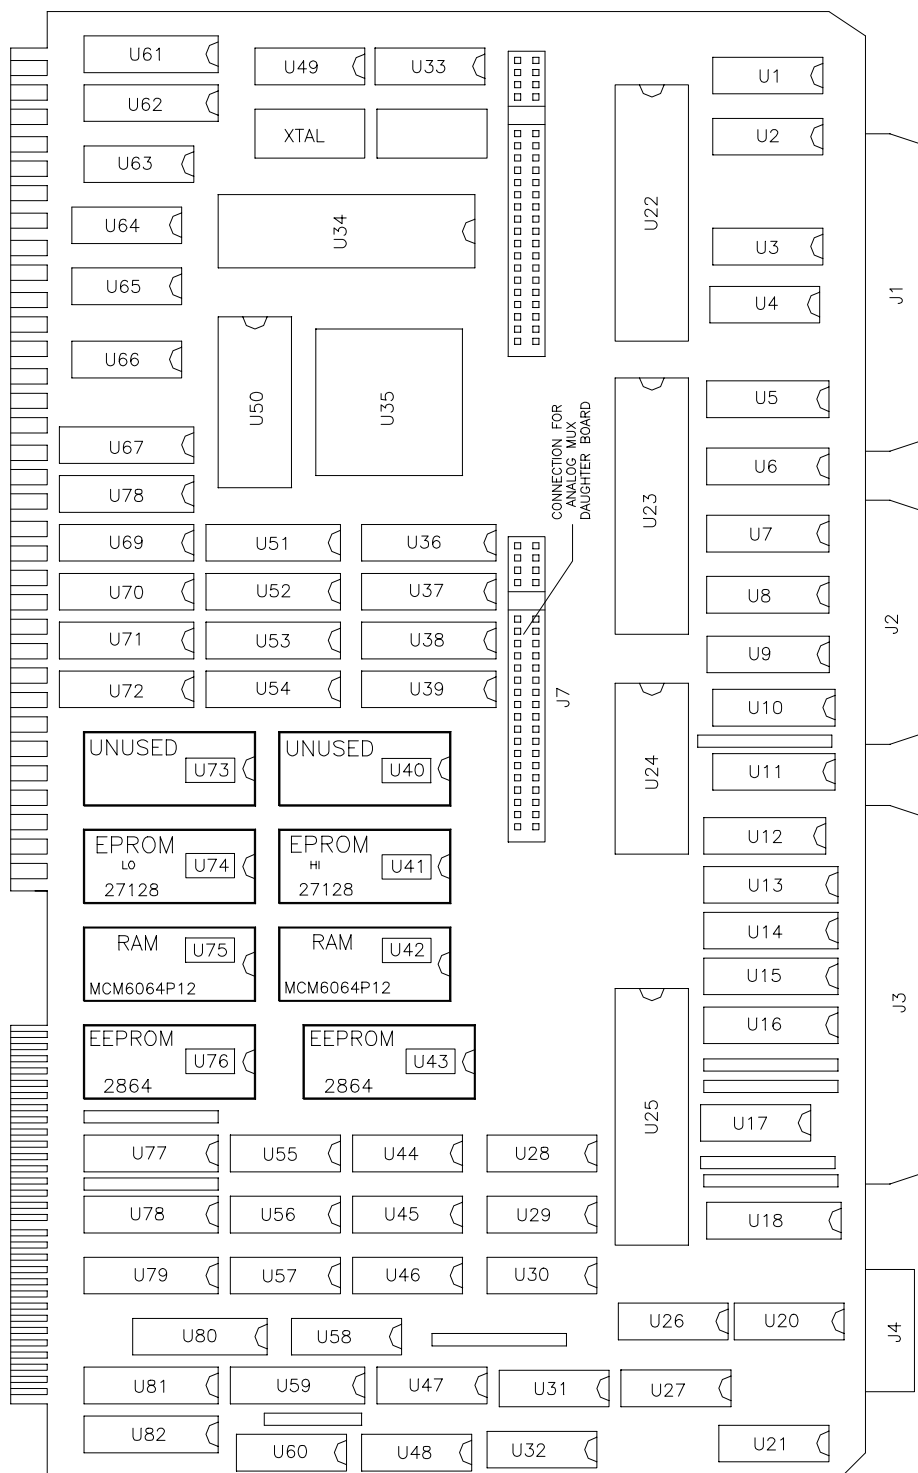 U61
U49
U33
U1
U62
U2
XTAL
U63
U64
U34
U22
U3
U65
U4
J1
U66
U50
U35
U5
CONNECTION FOR
ANALOG MUX
DAUGHTER BOARD
U67
U6
U78
U23
U69
U51
U36
U7
U70
U52
U37
U8
U71
U53
U38
U9
J2
U72
U54
U39
J7
U10
UNUSED
U73
UNUSED
U40
U24
U11
EPROM
LO
U74
27128
EPROM
HI
U41
27128
U12
U13
RAM
U75
MCM6064P12
RAM
U42
MCM6064P12
U14
U15
J3
U16
EEPROM
U76
2864
EEPROM
U43
2864
U25
U17
U77
U55
U44
U28
U78
U56
U45
U29
U18
U79
U57
U46
U30
U80
U58
U26
U20
J4
U81
U59
U47
U31
U27
U82
U60
U48
U32
U21